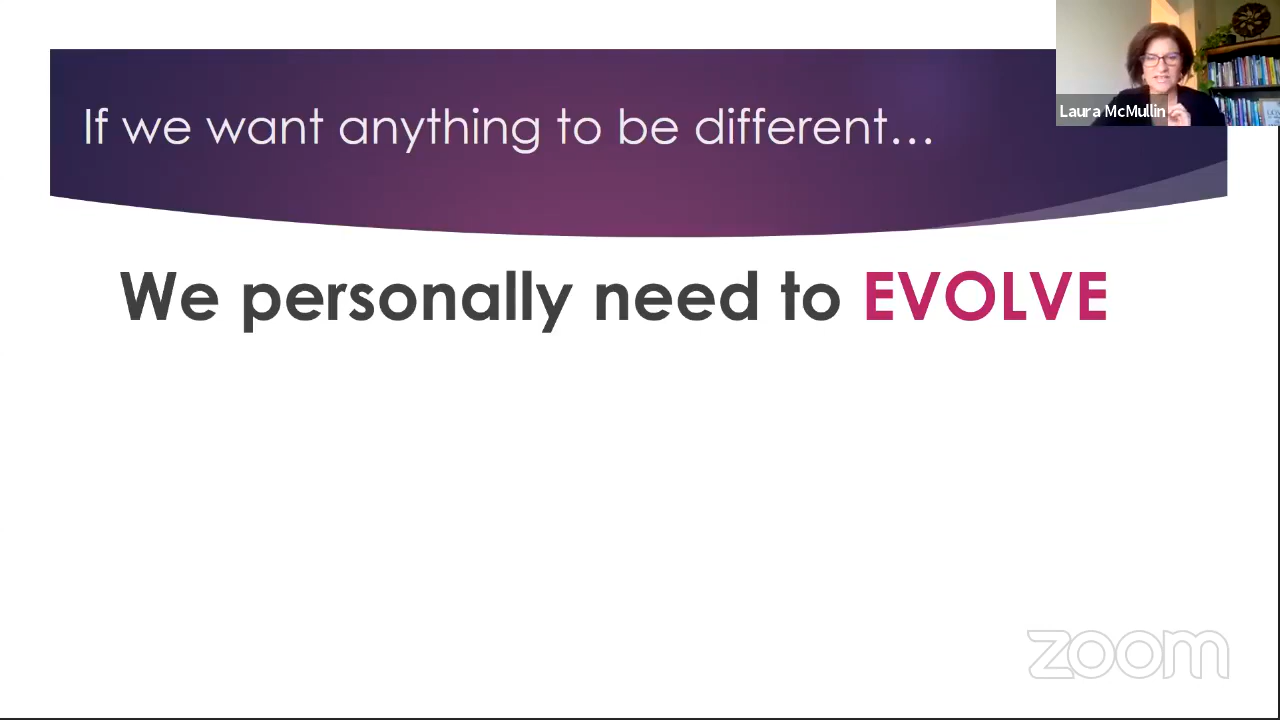 If we want anything to be different…
Laura McMullin
We personally need to EVOLVE
zoom